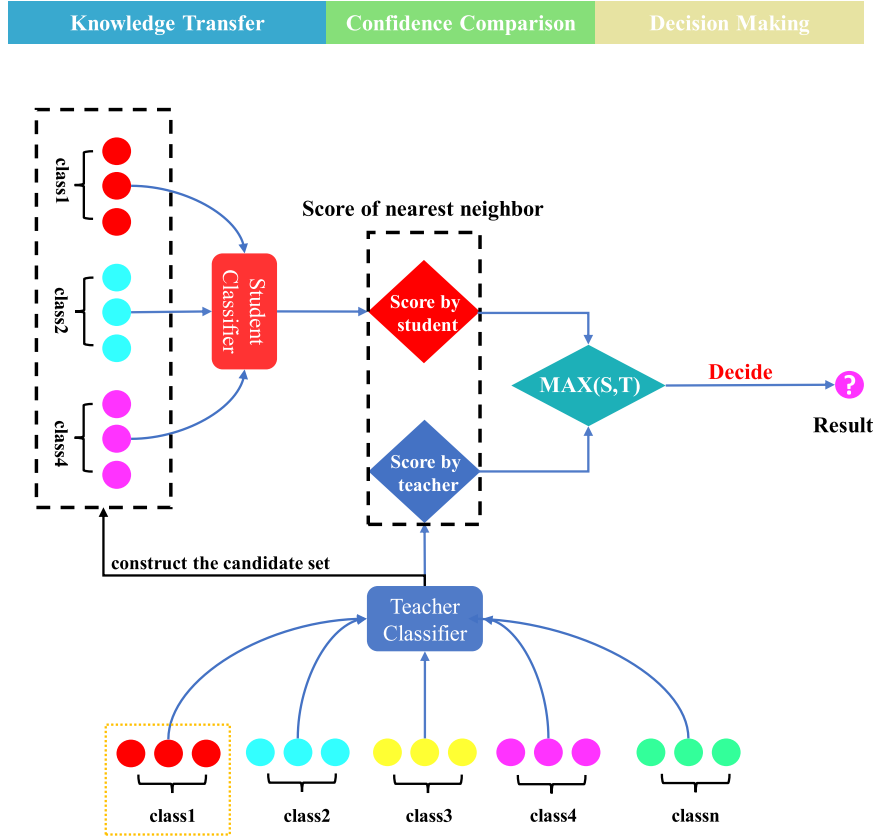 Knowledge Transfer
Confidence Comparison
Decision Making
class1
class2
class4
Student
Classifier
Score of nearest neighbor
Score by
student
Score by
teacher
MAX(S,T)
Decide
?
Result
construct the candidate set
Teacher
Classifier
class1
class2
class3
class4
classn